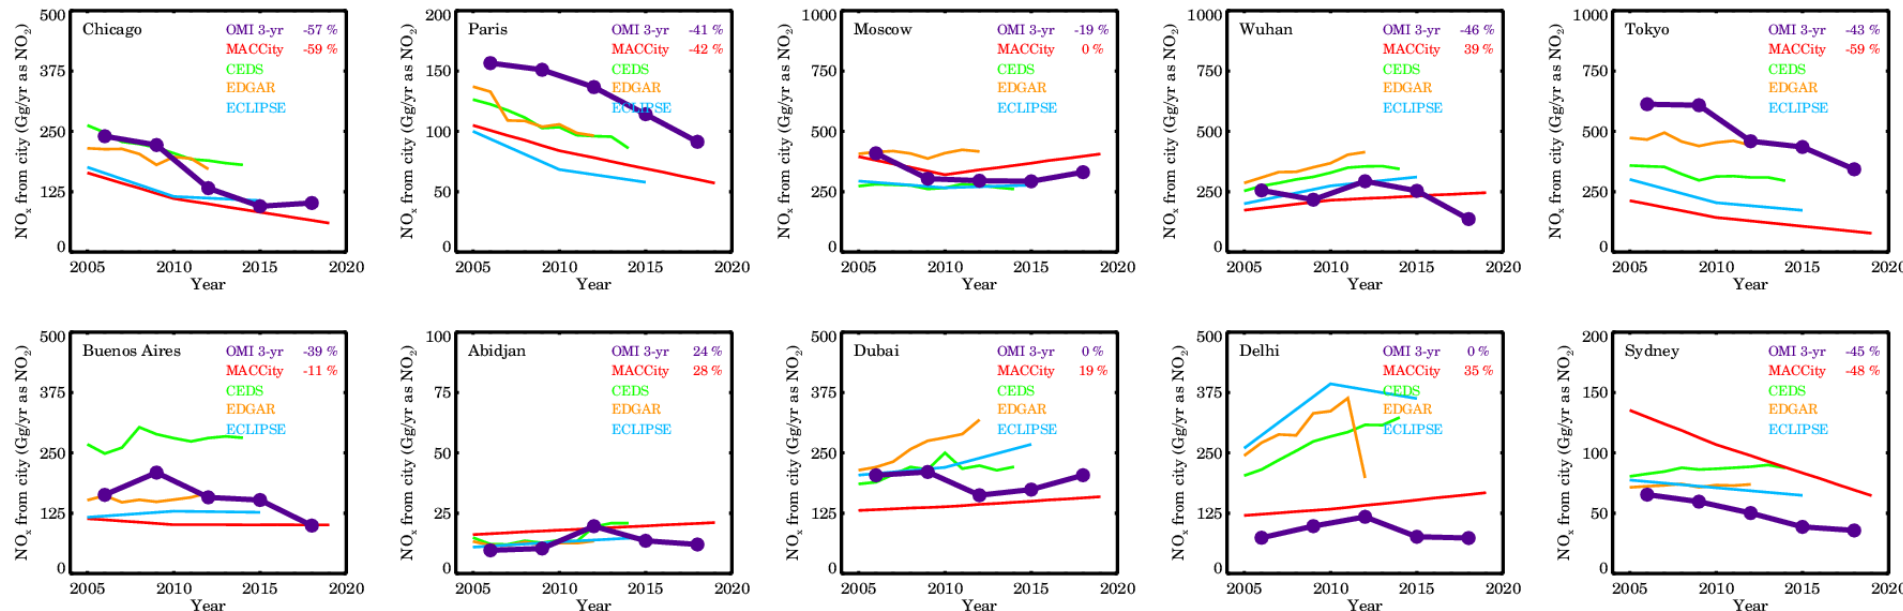 Chicago
OMI 3-yr -57 %
MACCity -59 %
CEDS
EDGAR
ECLIPSE
NOx from city (Gg/yr as NO2)
500
375
250
125
0
2005 2010 2015 2020
Year
Paris
OMI 3-yr -41 %
MACCity -42 %
CEDS
EDGAR
ECLIPSE
NOx from city (Gg/yr as NO2)
200
150
100
50
0
2005 2010 2015 2020
Year
Moscow
OMI 3-yr -19 %
MACCity 0 %
CEDS
EDGAR
ECLIPSE
NOx from city (Gg/yr as NO2)
1000
750
500
250
0
2005 2010 2015 2020
Year
Wuhan
OMI 3-yr -46 %
MACCity 39 %
CEDS
EDGAR
ECLIPSE
NOx from city (Gg/yr as NO2)
1000
750
500
250
0
2005 2010 2015 2020
Year
Tokyo
OMI 3-yr -43 %
MACCity -59 %
CEDS
EDGAR
ECLIPSE
NOx from city (Gg/yr as NO2)
1000
750
500
250
0
2005 2010 2015 2020
Year
Buenos Aires
OMI 3-yr -39 %
MACCity -11 %
CEDS
EDGAR
ECLIPSE
NOx from city (Gg/yr as NO2)
500
375
250
125
0
2005 2010 2015 2020
Year
Abidjan
OMI 3-yr 24 %
MACCity 28 %
CEDS
EDGAR
ECLIPSE
NOx from city (Gg/yr as NO2)
100
75
50
25
0
2005 2010 2015 2020
Year
Dubai
OMI 3-yr 0 %
MACCity 19 %
CEDS
EDGAR
ECLIPSE
NOx from city (Gg/yr as NO2)
500
375
250
125
0
2005 2010 2015 2020
Year
Delhi
OMI 3-yr 0 %
MACCity 35 %
CEDS
EDGAR
ECLIPSE
NOx from city (Gg/yr as NO2)
500
375
250
125
0
2005 2010 2015 2020
Year
Sydney
OMI 3-yr -45 %
MACCity -48 %
CEDS
EDGAR
ECLIPSE
NOx from city (Gg/yr as NO2)
200
150
100
50
0
2005 2010 2015 2020
Year